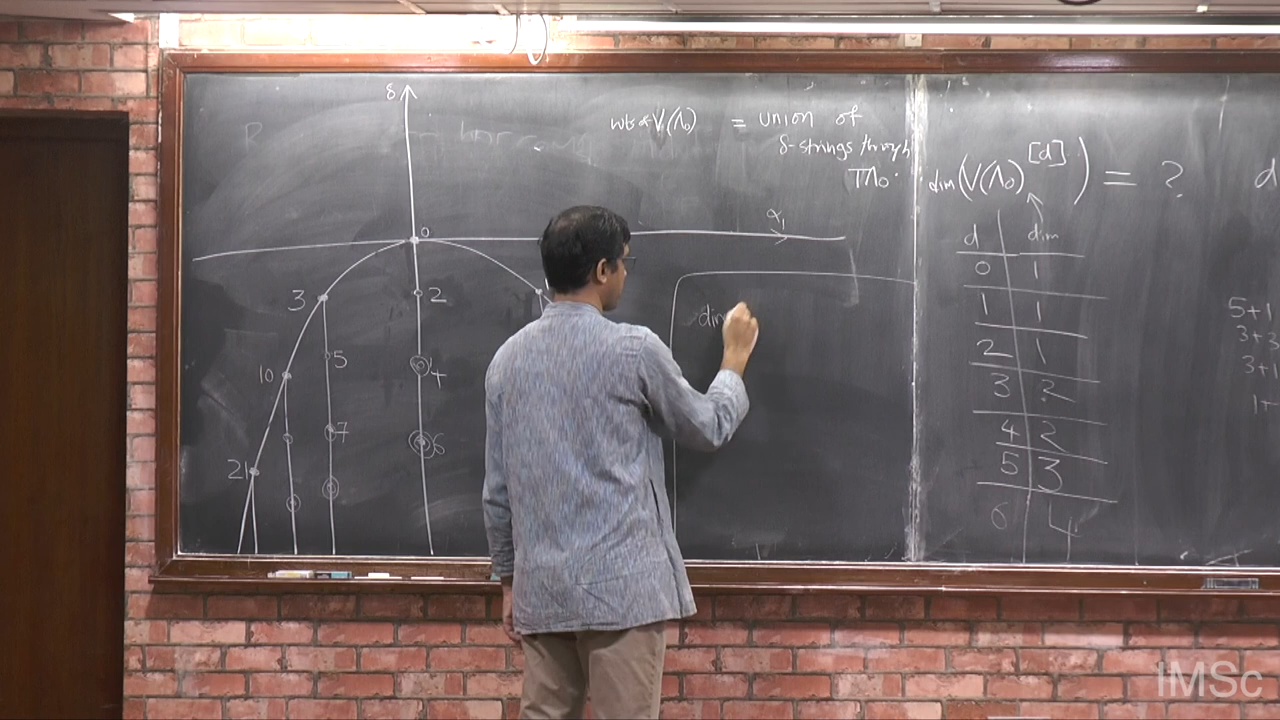 δ
wts of V(Λ₀) = union of
δ-strings through
TΛ₀.
α₁
0
3 2
10 5 4
7 6
21
dim
dim(V(Λ₀)^[d]) = ?
d dim
0 1
1 1
2 1
3 2
4 2
5 3
6 4
d
5+1
3+3
3+1
IMSc